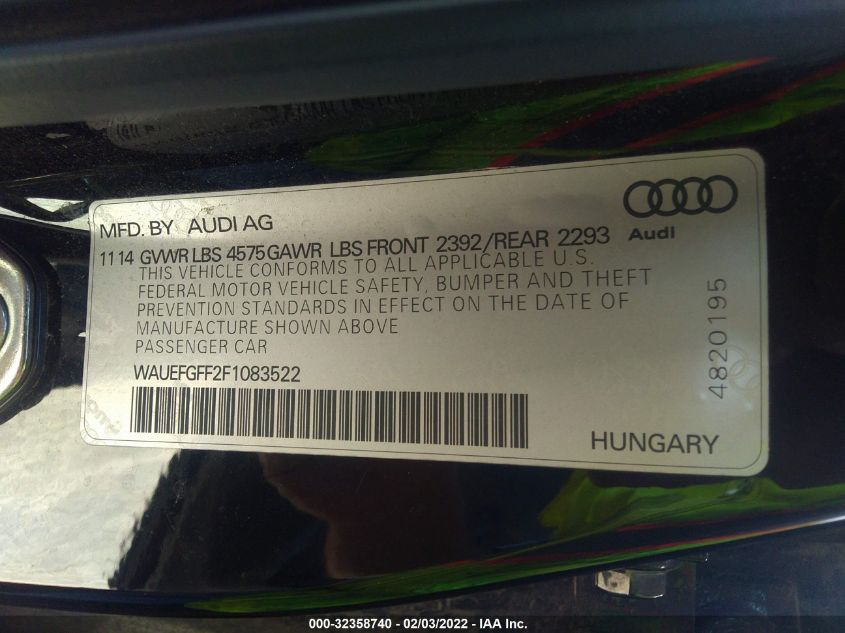 MFD. BY AUDI AG
Audi
11 14 GVWR LBS 4575 GAWR LBS FRONT 2392/REAR 2293
THIS VEHICLE CONFORMS TO ALL APPLICABLE U.S.
FEDERAL MOTOR VEHICLE SAFETY, BUMPER AND THEFT
PREVENTION STANDARDS IN EFFECT ON THE DATE OF
MANUFACTURE SHOWN ABOVE
PASSENGER CAR
WAUEFGFF2F1083522
HUNGARY
4820195
000-32358740 - 02/03/2022 - IAA Inc.